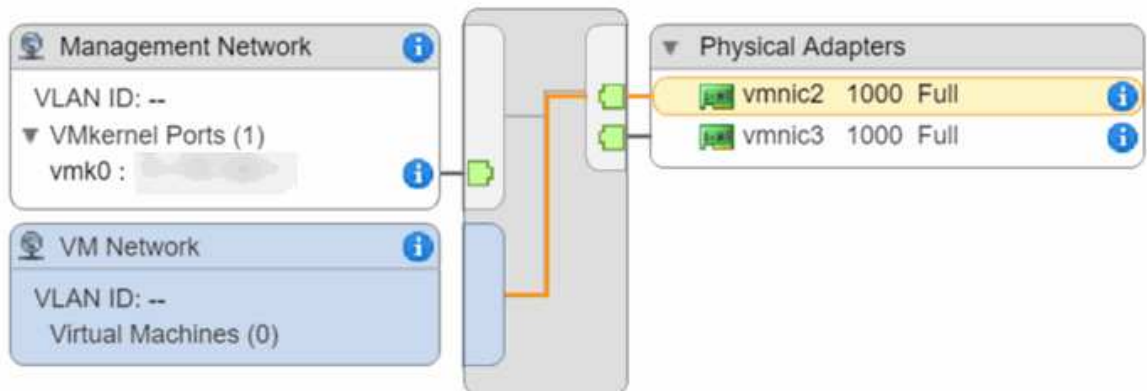 Management Network
VLAN ID: --
VMkernel Ports (1)
vmk0 :
VM Network
VLAN ID: --
Virtual Machines (0)
Physical Adapters
vmnic2 1000 Full
vmnic3 1000 Full